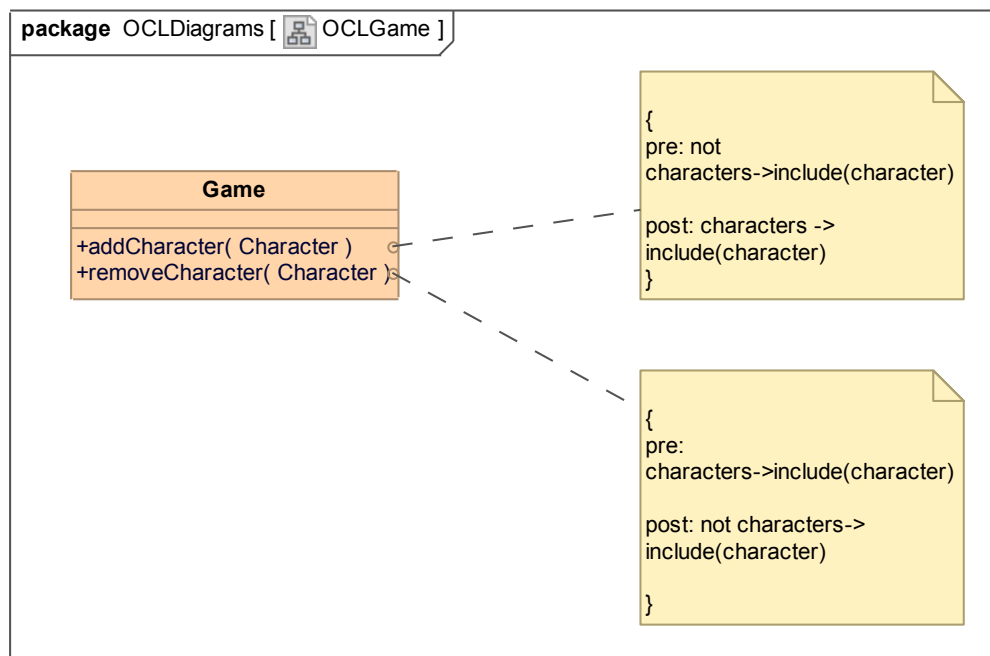 package OCLDiagrams [ OCLGame ]
Game
+addCharacter( Character )
+removeCharacter( Character )
{
pre: not
characters->include(character)
post: characters ->
include(character)
}
{
pre:
characters->include(character)
post: not characters->
include(character)
}